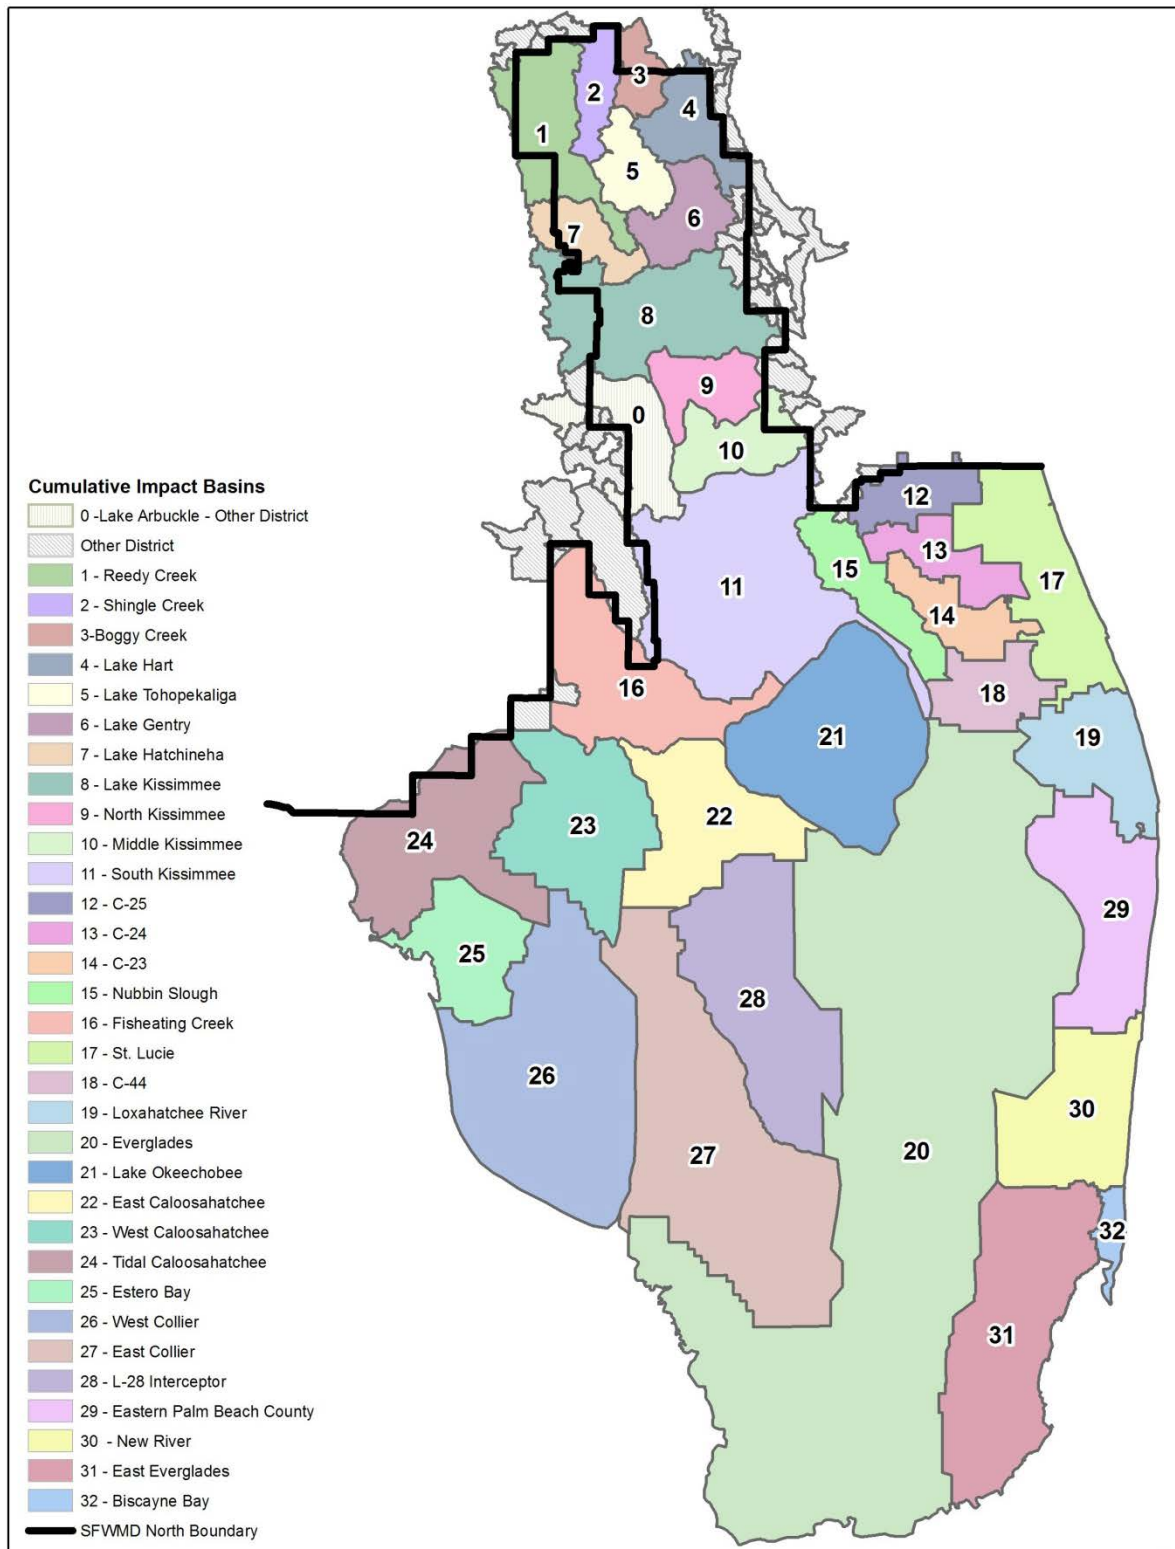 1
2
3
4
5
6
7
8
9
0
10
11
12
13
14
15
16
17
18
19
21
22
23
24
25
26
27
28
29
20
30
31
32
Cumulative Impact Basins
0 -Lake Arbuckle - Other District
Other District
1 - Reedy Creek
2 - Shingle Creek
3-Boggy Creek
4 - Lake Hart
5 - Lake Tohopekaliga
6 - Lake Gentry
7 - Lake Hatchineha
8 - Lake Kissimmee
9 - North Kissimmee
10 - Middle Kissimmee
11 - South Kissimmee
12 - C-25
13 - C-24
14 - C-23
15 - Nubbin Slough
16 - Fisheating Creek
17 - St. Lucie
18 - C-44
19 - Loxahatchee River
20 - Everglades
21 - Lake Okeechobee
22 - East Caloosahatchee
23 - West Caloosahatchee
24 - Tidal Caloosahatchee
25 - Estero Bay
26 - West Collier
27 - East Collier
28 - L-28 Interceptor
29 - Eastern Palm Beach County
30 - New River
31 - East Everglades
32 - Biscayne Bay
SFWMD North Boundary